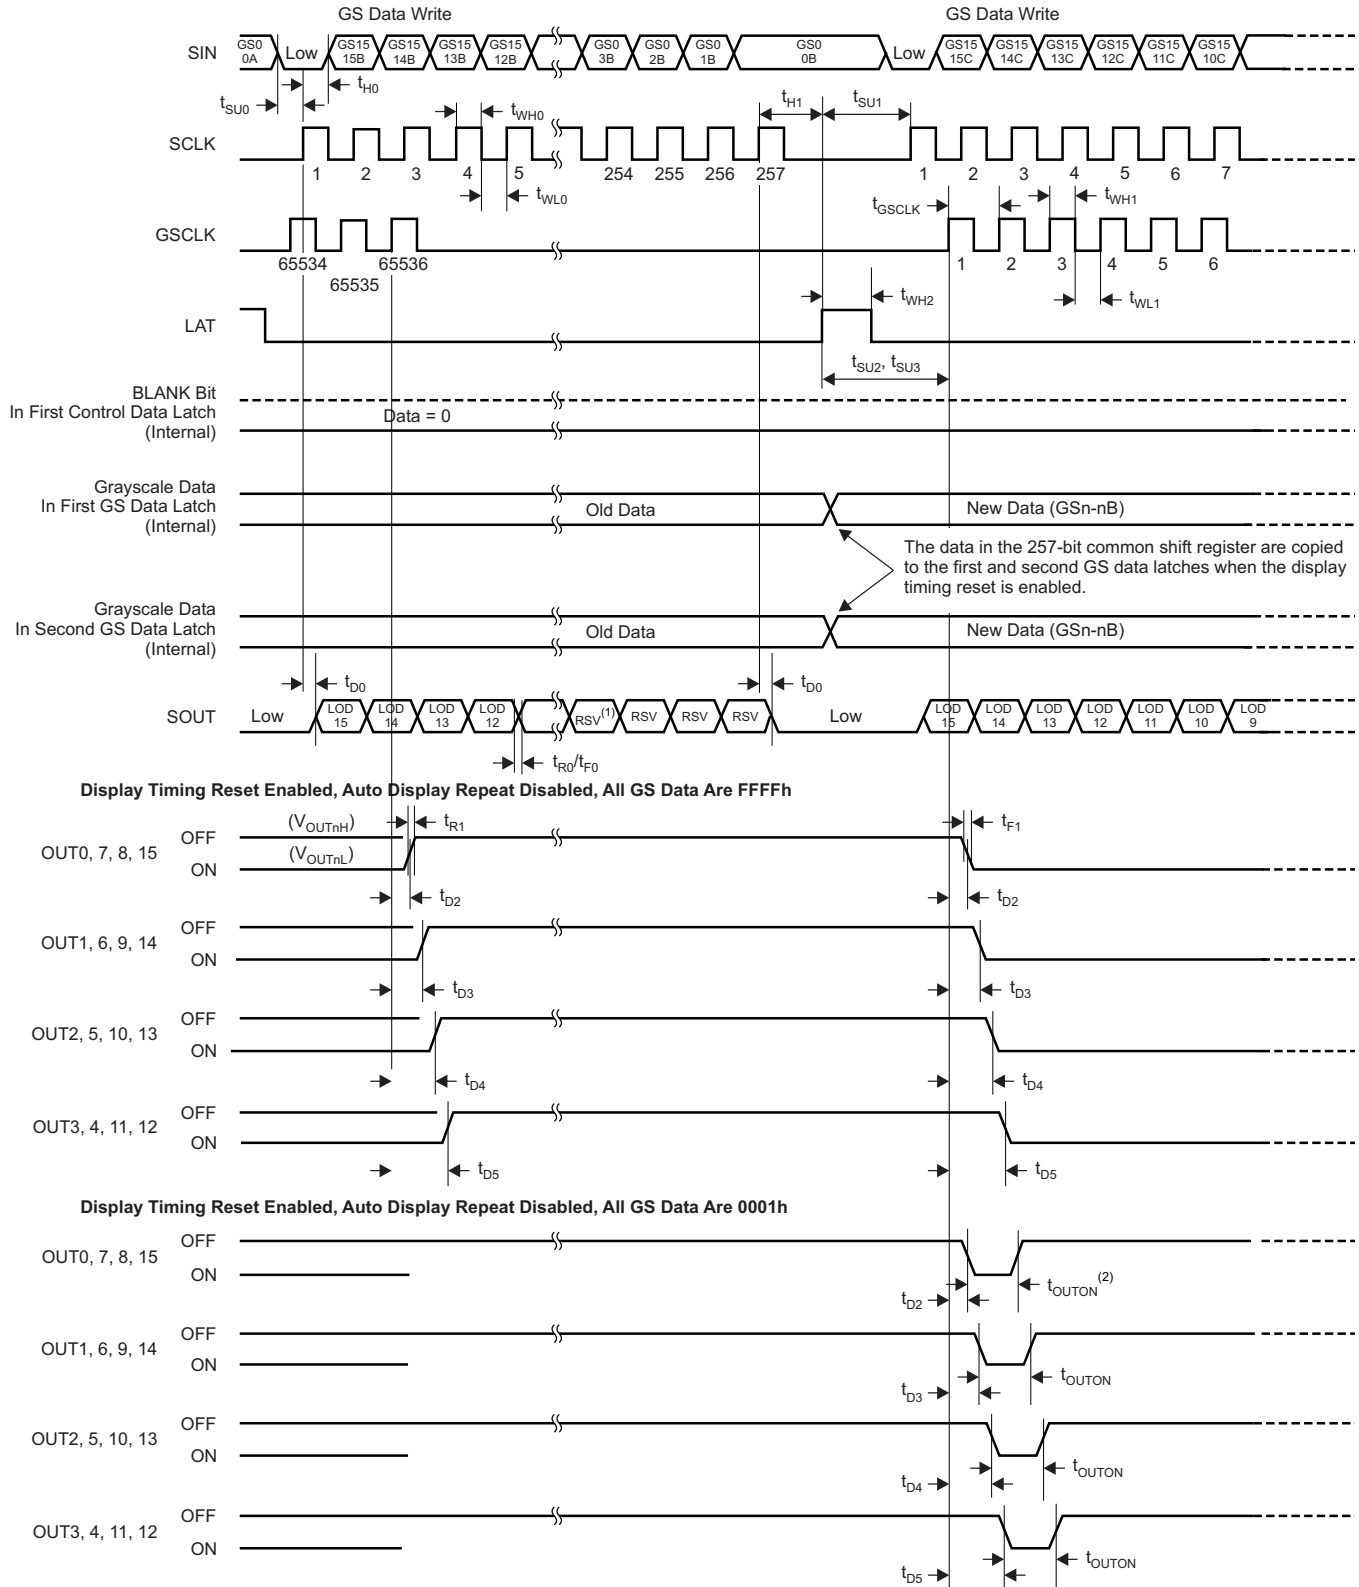 GS Data Write GS Data Write
SIN GS0 0A Low GS15 15B GS15 14B GS15 13B GS15 12B GS0 3B GS0 2B GS0 1B GS0 0B Low GS15 15C GS15 14C GS15 13C GS15 12C GS15 11C GS15 10C
tSU0 tH0 tWH0 tH1 tSU1
SCLK
1 2 3 4 5 254 255 256 257 1 2 3 4 5 6 7
tWL0 tGSCLK tWH1
GSCLK
65534 65535 65536 1 2 3 4 5 6
tWH2 tWL1
LAT
tSU2, tSU3
BLANK Bit
In First Control Data Latch
(Internal)
Data = 0
Grayscale Data
In First GS Data Latch
(Internal)
Old Data New Data (GSn-nB)
The data in the 257-bit common shift register are copied
to the first and second GS data latches when the display
timing reset is enabled.
Grayscale Data
In Second GS Data Latch
(Internal)
Old Data New Data (GSn-nB)
tD0 tD0
SOUT Low LOD 15 LOD 14 LOD 13 LOD 12 RSV(1) RSV RSV RSV Low LOD 15 LOD 14 LOD 13 LOD 12 LOD 11 LOD 10 LOD 9
tR0/tF0
Display Timing Reset Enabled, Auto Display Repeat Disabled, All GS Data Are FFFFh
OUT0, 7, 8, 15 OFF (VOUTnH) tR1 tF1
ON (VOUTnL)
tD2 tD2
OUT1, 6, 9, 14 OFF
ON
tD3 tD3
OUT2, 5, 10, 13 OFF
ON
tD4 tD4
OUT3, 4, 11, 12 OFF
ON
tD5 tD5
Display Timing Reset Enabled, Auto Display Repeat Disabled, All GS Data Are 0001h
OUT0, 7, 8, 15 OFF
ON
tD2 tOUTON(2)
OUT1, 6, 9, 14 OFF
ON
tD3 tOUTON
OUT2, 5, 10, 13 OFF
ON
tD4 tOUTON
OUT3, 4, 11, 12 OFF
ON
tD5 tOUTON